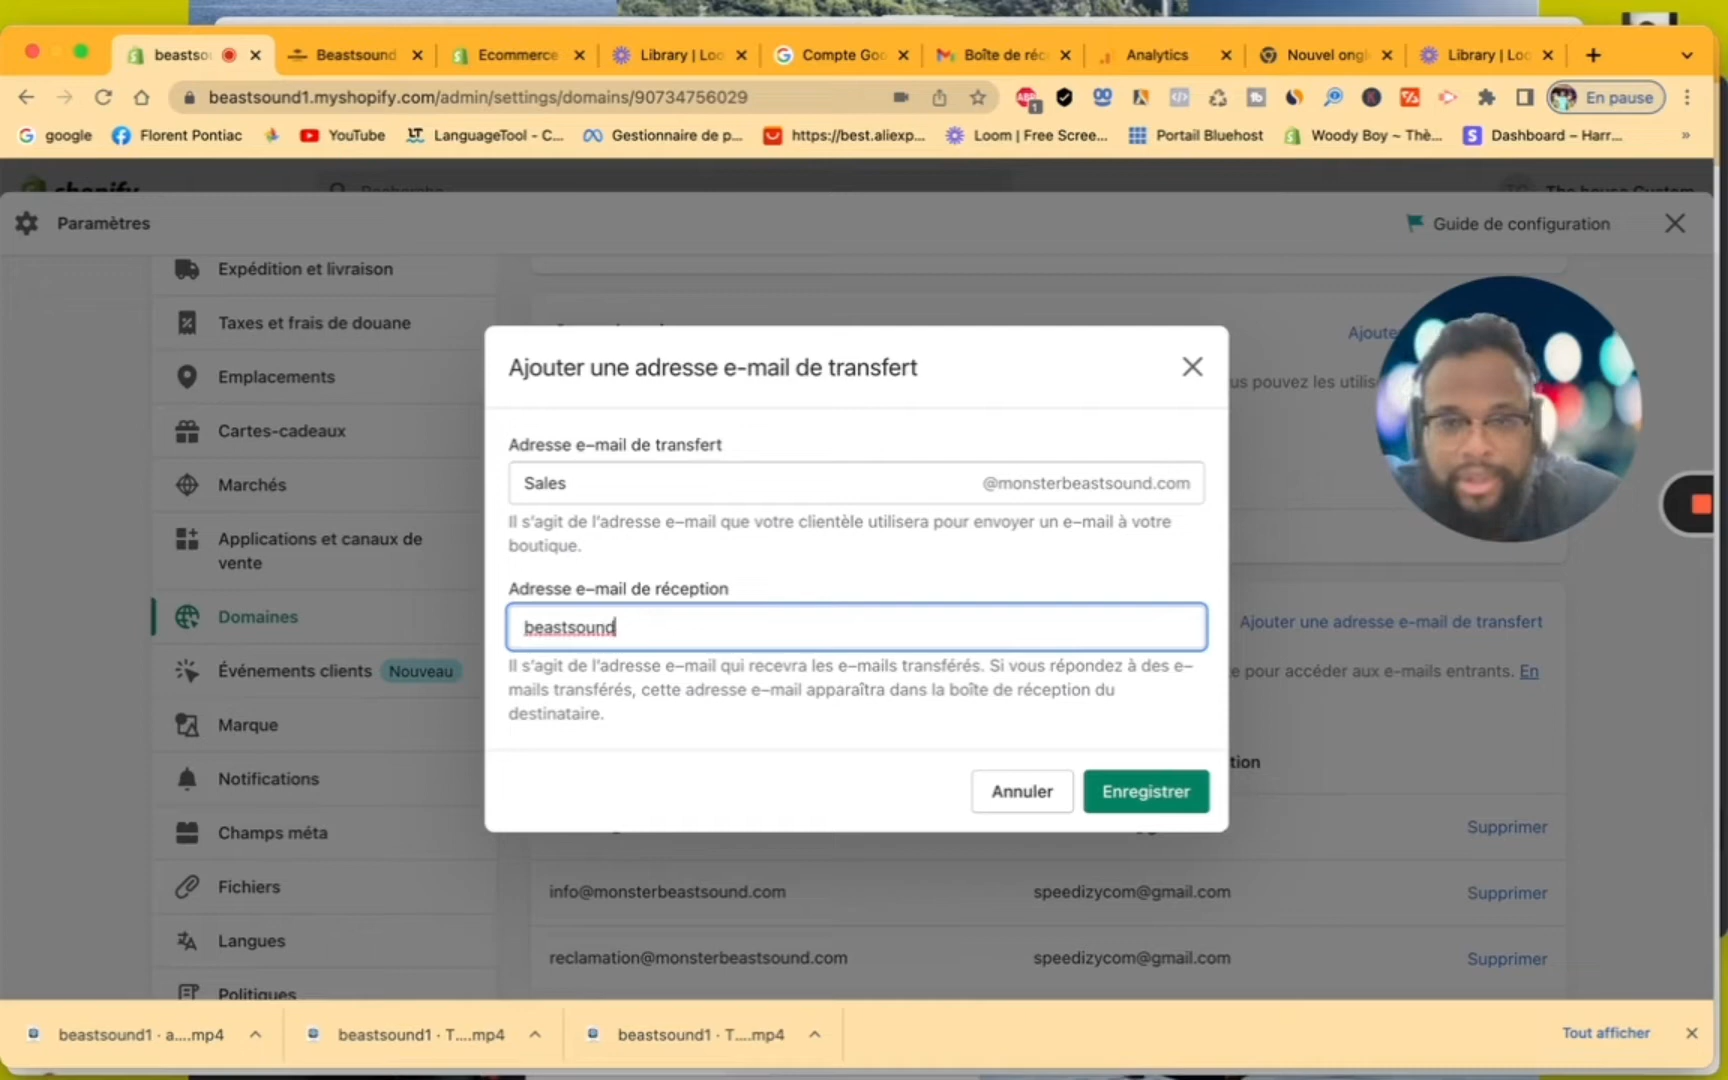 beastsou
Beastsound
Ecommerce
Library | Loo
Compte Goo
Boîte de réc
Analytics
Nouvel ongl
Library | Loo
beastsound1.myshopify.com/admin/settings/domains/90734756029
ABP
1
En pause
google
Florent Pontiac
YouTube
LanguageTool - C...
Gestionnaire de p...
https://best.aliexp...
Loom | Free Scree...
Portail Bluehost
Woody Boy ~ Thè...
Dashboard – Harr...
»
shopify
Recherche
The house Custom
Paramètres
Guide de configuration
Expédition et livraison
Taxes et frais de douane
Emplacements
Cartes-cadeaux
Marchés
Applications et canaux de
vente
Domaines
Événements clients
Nouveau
Marque
Notifications
Champs méta
Fichiers
Langues
Politiques
Ajoute
us pouvez les utilis
Ajouter une adresse e-mail de transfert
Adresse e-mail de transfert
Sales
@monsterbeastsound.com
Il s'agit de l'adresse e-mail que votre clientèle utilisera pour envoyer un e-mail à votre
boutique.
Adresse e-mail de réception
beastsound
Il s'agit de l'adresse e-mail qui recevra les e-mails transférés. Si vous répondez à des e-
mails transférés, cette adresse e-mail apparaîtra dans la boîte de réception du
destinataire.
Annuler
Enregistrer
Ajouter une adresse e-mail de transfert
e pour accéder aux e-mails entrants. En
tion
Supprimer
info@monsterbeastsound.com
speedizycom@gmail.com
Supprimer
reclamation@monsterbeastsound.com
speedizycom@gmail.com
Supprimer
beastsound1 · a....mp4
beastsound1 · T....mp4
beastsound1 · T....mp4
Tout afficher